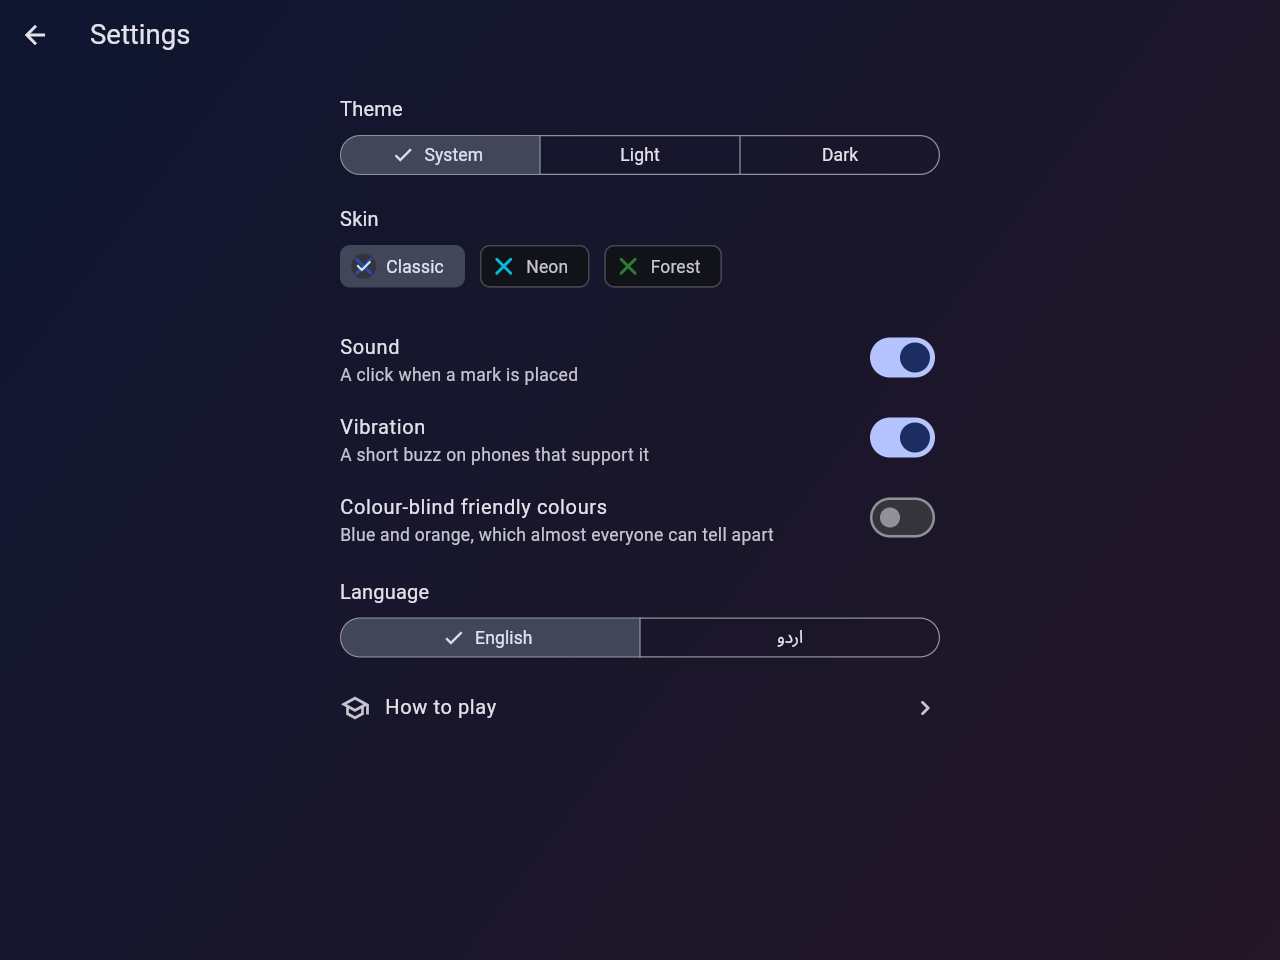 Settings
Theme
System Light Dark
Skin
Classic Neon Forest
Sound
A click when a mark is placed
Vibration
A short buzz on phones that support it
Colour-blind friendly colours
Blue and orange, which almost everyone can tell apart
Language
English اردو
How to play